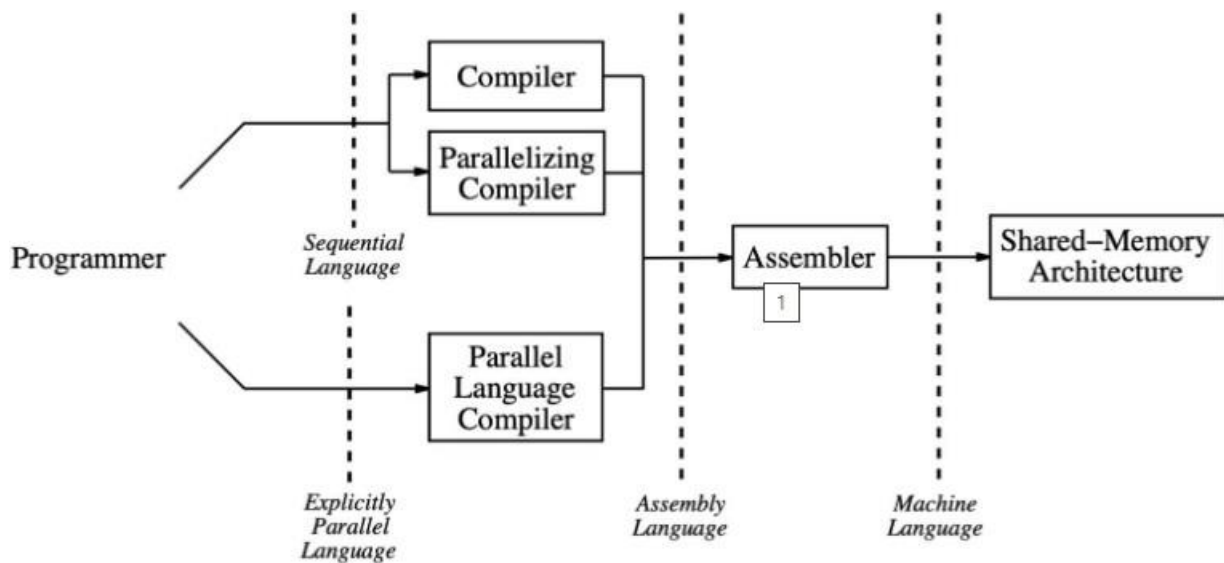 Compiler
Parallelizing
Compiler
Sequential
Language
Programmer
Assembler
1
Shared–Memory
Architecture
Parallel
Language
Compiler
Explicitly
Parallel
Language
Assembly
Language
Machine
Language